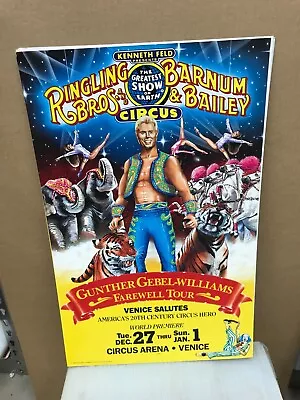 KENNETH FELD
PRESENTS
RINGLING BROS. AND BARNUM & BAILEY
THE
GREATEST
SHOW
ON
EARTH
CIRCUS
GUNTHER GEBEL-WILLIAMS
FAREWELL TOUR
VENICE SALUTES
AMERICA'S 20TH CENTURY CIRCUS HERO
WORLD PREMIERE
Tue. DEC. 27 THRU Sun. JAN. 1
CIRCUS ARENA • VENICE